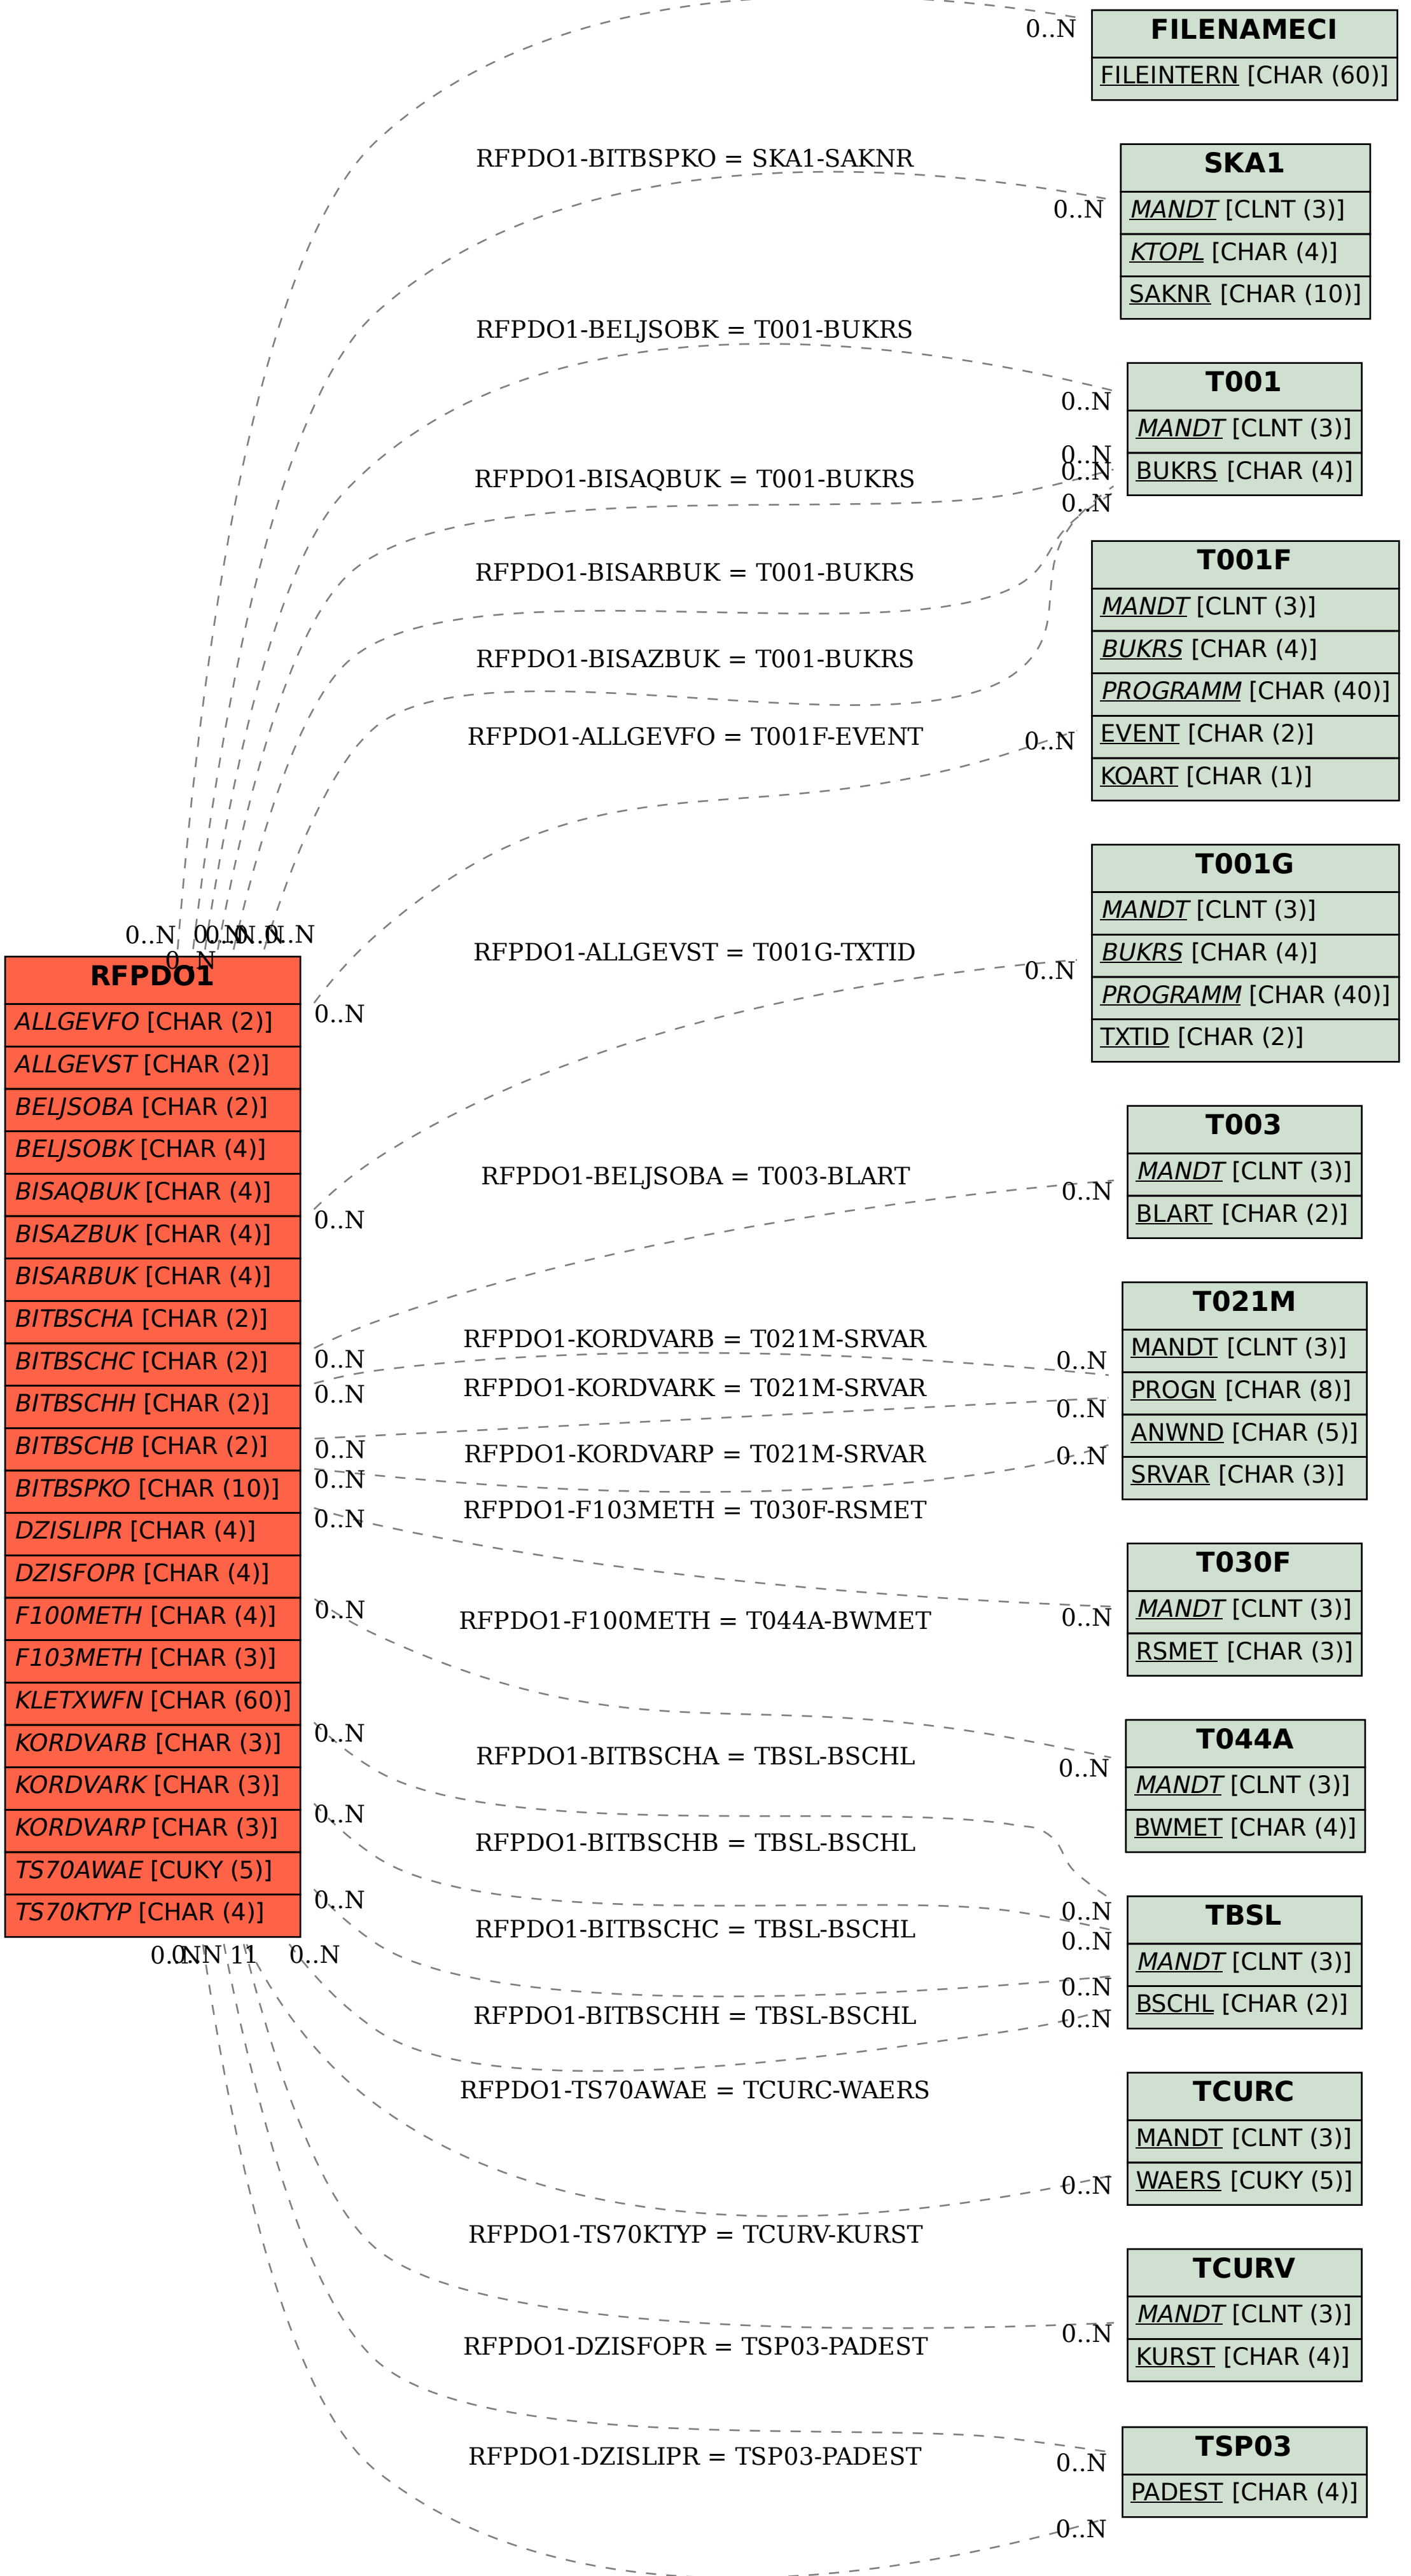 0..N
FILENAMECI
FILEINTERN [CHAR (60)]
RFPDO1-BITBSPKO = SKA1-SAKNR
0..N
SKA1
MANDT [CLNT (3)]
KTOPL [CHAR (4)]
SAKNR [CHAR (10)]
RFPDO1-BELJSOBK = T001-BUKRS
0..N
T001
MANDT [CLNT (3)]
BUKRS [CHAR (4)]
0..N
0..N
0..N
RFPDO1-BISAQBUK = T001-BUKRS
RFPDO1-BISARBUK = T001-BUKRS
RFPDO1-BISAZBUK = T001-BUKRS
T001F
MANDT [CLNT (3)]
BUKRS [CHAR (4)]
PROGRAMM [CHAR (40)]
EVENT [CHAR (2)]
KOART [CHAR (1)]
RFPDO1-ALLGEVFO = T001F-EVENT
0..N
T001G
MANDT [CLNT (3)]
BUKRS [CHAR (4)]
PROGRAMM [CHAR (40)]
TXTID [CHAR (2)]
RFPDO1-ALLGEVST = T001G-TXTID
0..N
0..N
0..N
0..N
0..N
0..N
0..N
RFPDO1
ALLGEVFO [CHAR (2)]
ALLGEVST [CHAR (2)]
BELJSOBA [CHAR (2)]
BELJSOBK [CHAR (4)]
BISAQBUK [CHAR (4)]
BISAZBUK [CHAR (4)]
BISARBUK [CHAR (4)]
BITBSCHA [CHAR (2)]
BITBSCHC [CHAR (2)]
BITBSCHH [CHAR (2)]
BITBSCHB [CHAR (2)]
BITBSPKO [CHAR (10)]
DZISLIPR [CHAR (4)]
DZISFOPR [CHAR (4)]
F100METH [CHAR (4)]
F103METH [CHAR (3)]
KLETXWFN [CHAR (60)]
KORDVARB [CHAR (3)]
KORDVARK [CHAR (3)]
KORDVARP [CHAR (3)]
TS70AWAE [CUKY (5)]
TS70KTYP [CHAR (4)]
0..N
0..N
0..N
0..N
0..N
0..N
0..N
0..N
0..N
0..N
0..N
0..N
0..N
1
1
0..N
RFPDO1-BELJSOBA = T003-BLART
0..N
T003
MANDT [CLNT (3)]
BLART [CHAR (2)]
RFPDO1-KORDVARB = T021M-SRVAR
0..N
RFPDO1-KORDVARK = T021M-SRVAR
0..N
RFPDO1-KORDVARP = T021M-SRVAR
0..N
T021M
MANDT [CLNT (3)]
PROGN [CHAR (8)]
ANWND [CHAR (5)]
SRVAR [CHAR (3)]
RFPDO1-F103METH = T030F-RSMET
0..N
T030F
MANDT [CLNT (3)]
RSMET [CHAR (3)]
RFPDO1-F100METH = T044A-BWMET
0..N
T044A
MANDT [CLNT (3)]
BWMET [CHAR (4)]
RFPDO1-BITBSCHA = TBSL-BSCHL
RFPDO1-BITBSCHB = TBSL-BSCHL
RFPDO1-BITBSCHC = TBSL-BSCHL
RFPDO1-BITBSCHH = TBSL-BSCHL
0..N
0..N
0..N
0..N
TBSL
MANDT [CLNT (3)]
BSCHL [CHAR (2)]
RFPDO1-TS70AWAE = TCURC-WAERS
0..N
TCURC
MANDT [CLNT (3)]
WAERS [CUKY (5)]
RFPDO1-TS70KTYP = TCURV-KURST
0..N
TCURV
MANDT [CLNT (3)]
KURST [CHAR (4)]
RFPDO1-DZISFOPR = TSP03-PADEST
0..N
RFPDO1-DZISLIPR = TSP03-PADEST
0..N
TSP03
PADEST [CHAR (4)]